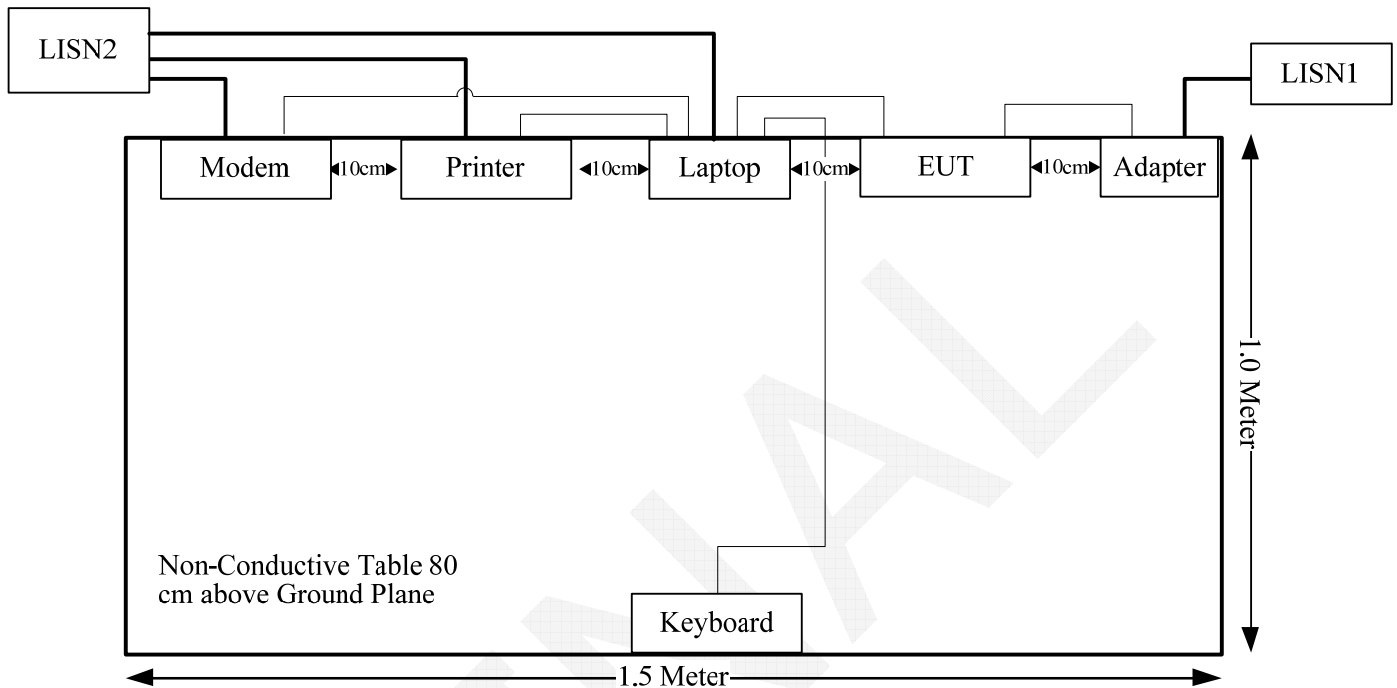 LISN2
LISN1
Modem
10cm
Printer
10cm
Laptop
10cm
EUT
10cm
Adapter
1.0 Meter
Non-Conductive Table 80
cm above Ground Plane
Keyboard
1.5 Meter
NAL